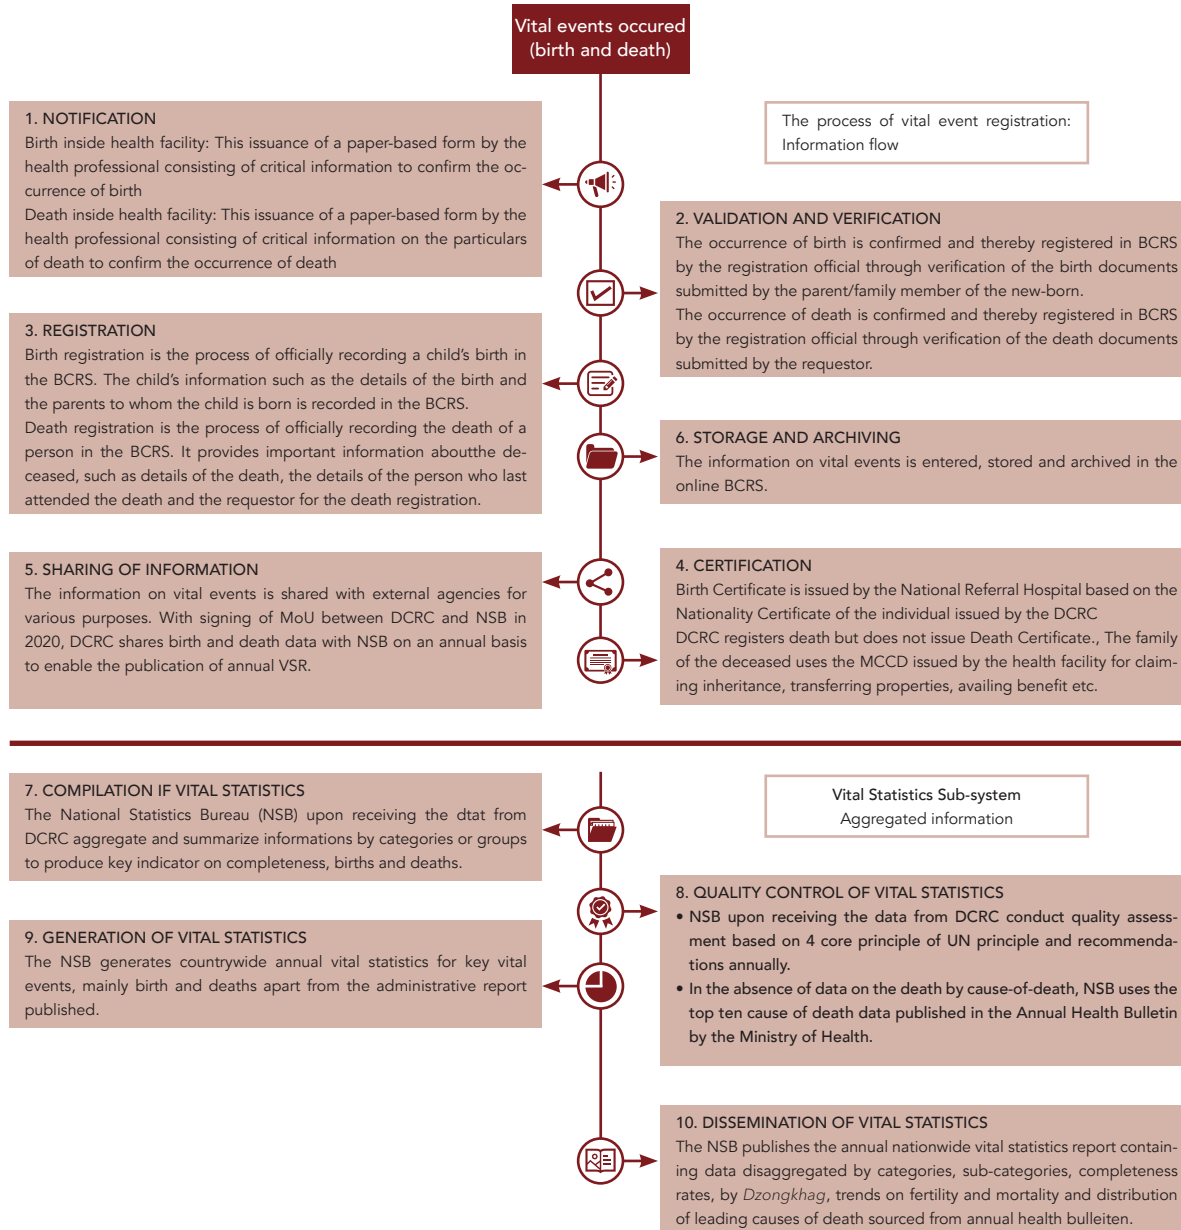 Vital events occured
(birth and death)
1. NOTIFICATION
Birth inside health facility: This issuance of a paper-based form by the
health professional consisting of critical information to confirm the oc-
currence of birth
Death inside health facility: This issuance of a paper-based form by the
health professional consisting of critical information on the particulars
of death to confirm the occurrence of death
The process of vital event registration:
Information flow
2. VALIDATION AND VERIFICATION
The occurrence of birth is confirmed and thereby registered in BCRS
by the registration official through verification of the birth documents
submitted by the parent/family member of the new-born.
The occurrence of death is confirmed and thereby registered in BCRS
by the registration official through verification of the death documents
submitted by the requestor.
3. REGISTRATION
Birth registration is the process of officially recording a child's birth in
the BCRS. The child's information such as the details of the birth and
the parents to whom the child is born is recorded in the BCRS.
Death registration is the process of officially recording the death of a
person in the BCRS. It provides important information aboutthe de-
ceased, such as details of the death, the details of the person who last
attended the death and the requestor for the death registration.
6. STORAGE AND ARCHIVING
The information on vital events is entered, stored and archived in the
online BCRS.
5. SHARING OF INFORMATION
The information on vital events is shared with external agencies for
various purposes. With signing of MoU between DCRC and NSB in
2020, DCRC shares birth and death data with NSB on an annual basis
to enable the publication of annual VSR.
4. CERTIFICATION
Birth Certificate is issued by the National Referral Hospital based on the
Nationality Certificate of the individual issued by the DCRC
DCRC registers death but does not issue Death Certificate., The family
of the deceased uses the MCCD issued by the health facility for claim-
ing inheritance, transferring properties, availing benefit etc.
7. COMPILATION IF VITAL STATISTICS
The National Statistics Bureau (NSB) upon receiving the dtat from
DCRC aggregate and summarize informations by categories or groups
to produce key indicator on completeness, births and deaths.
Vital Statistics Sub-system
Aggregated information
8. QUALITY CONTROL OF VITAL STATISTICS
• NSB upon receiving the data from DCRC conduct quality assess-
ment based on 4 core principle of UN principle and recommenda-
tions annually.
• In the absence of data on the death by cause-of-death, NSB uses the
top ten cause of death data published in the Annual Health Bulletin
by the Ministry of Health.
9. GENERATION OF VITAL STATISTICS
The NSB generates countrywide annual vital statistics for key vital
events, mainly birth and deaths apart from the administrative report
published.
10. DISSEMINATION OF VITAL STATISTICS
The NSB publishes the annual nationwide vital statistics report contain-
ing data disaggregated by categories, sub-categories, completeness
rates, by Dzongkhag, trends on fertility and mortality and distribution
of leading causes of death sourced from annual health bulleiten.